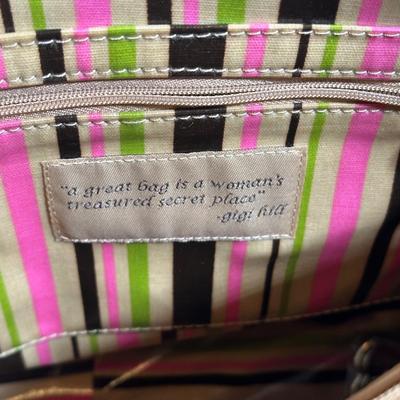 "a great bag is a woman's
treasured secret place"
-gigi hill